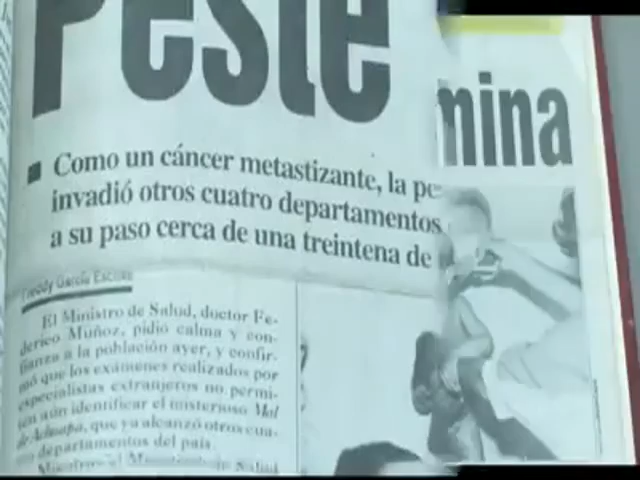 Peste
mina
Como un cáncer metastizante, la pe
invadió otros cuatro departamentos
a su paso cerca de una treintena de
Freddy García Esco
El Ministro de Salud, doctor Fe-
derico Muñoz, pidió calma y con-
fianza a la población ayer, y confir-
mó que los exámenes realizados por
especialistas extranjeros no permi-
ten aún identificar el misterioso Mal
de Achuapa, que ya alcanzó otros cua-
departamentos del país.